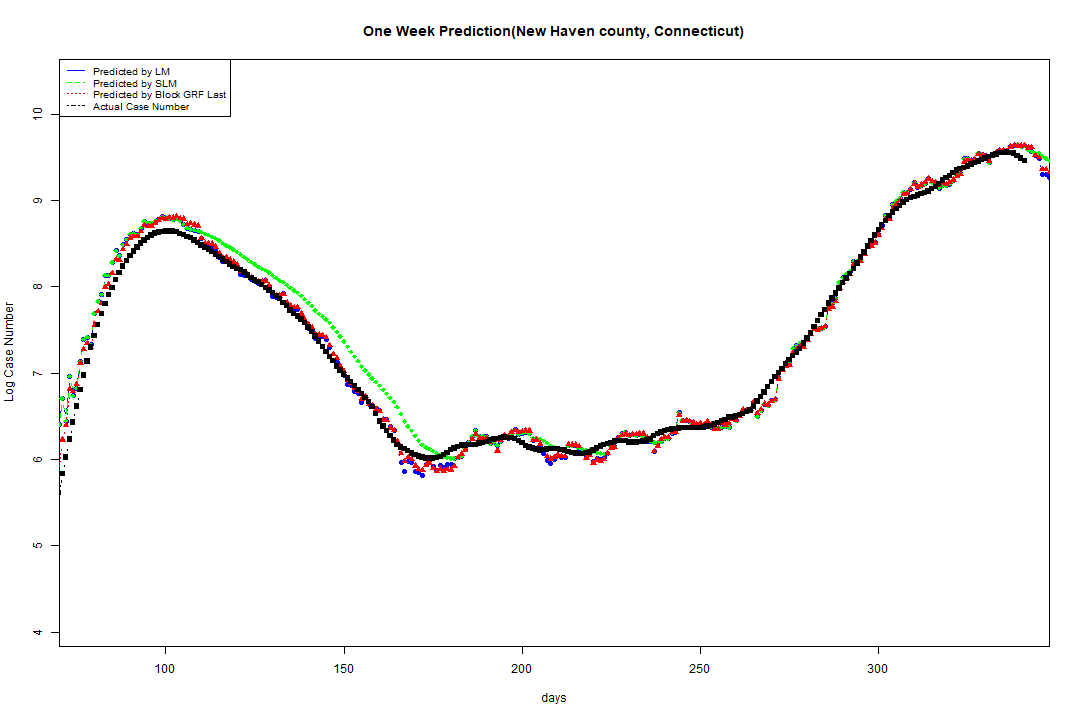 One Week Prediction(New Haven county, Connecticut)
Predicted by LM
Predicted by SLM
Predicted by Block GRF Last
Actual Case Number
10
9
8
7
6
5
4
Log Case Number
100 150 200 250 300
days